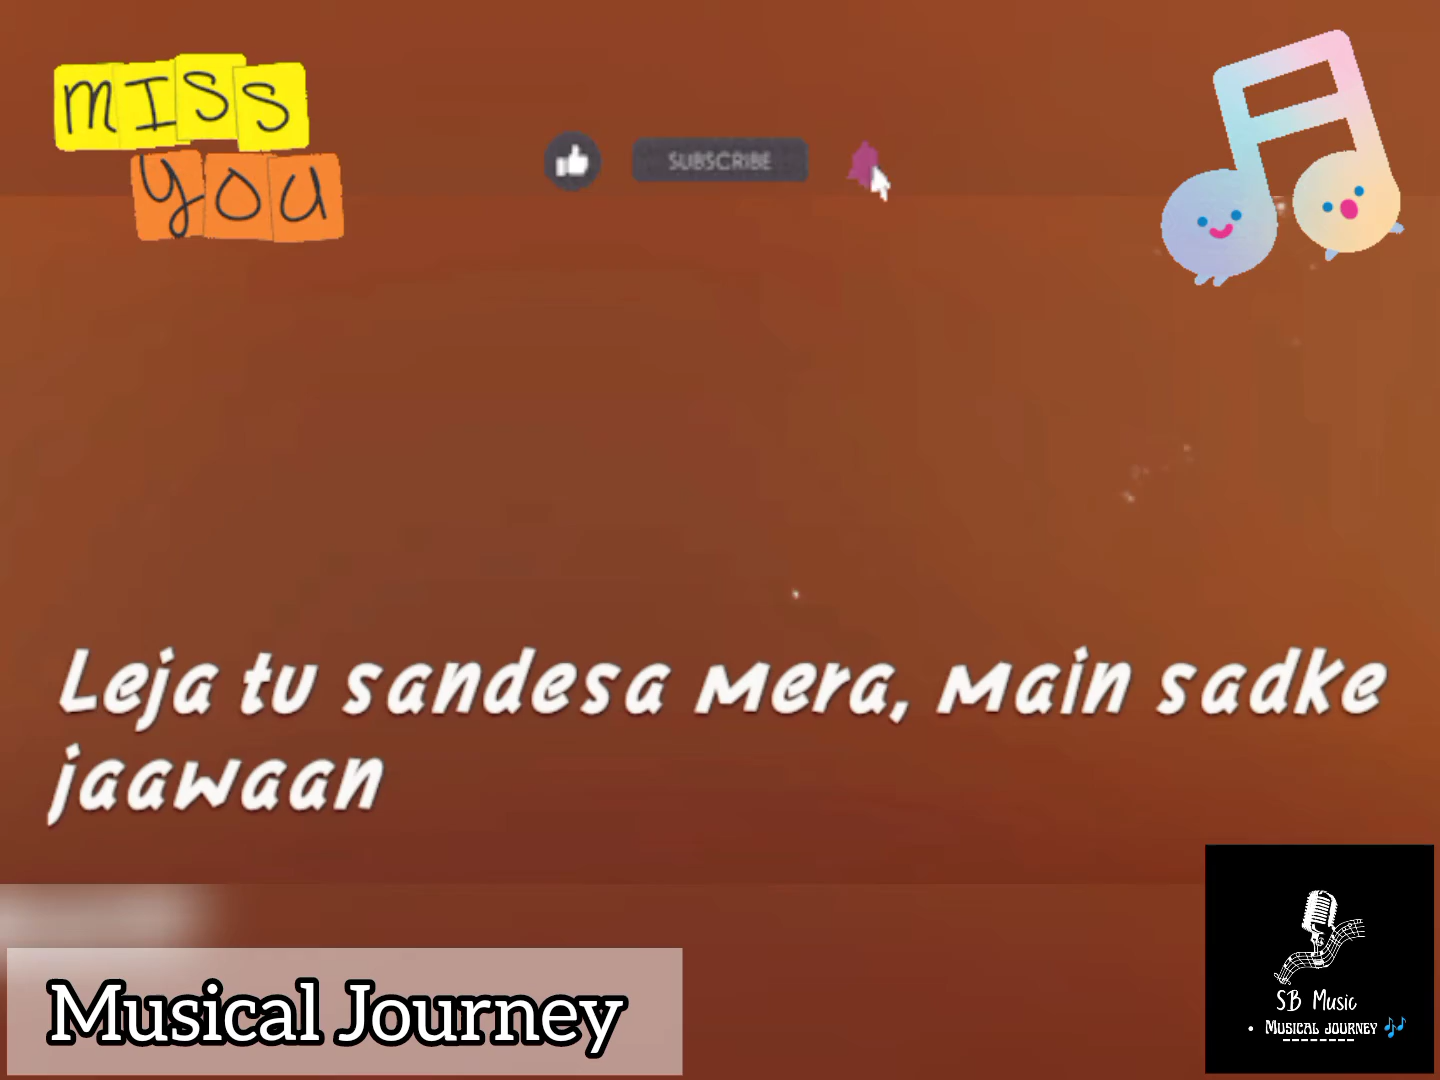 MISS
YOU
SUBSCRIBE
Leja tu sandesa mera, main sadke
jaawaan
Musical Journey
SB Music
• MUSICAL JOURNEY